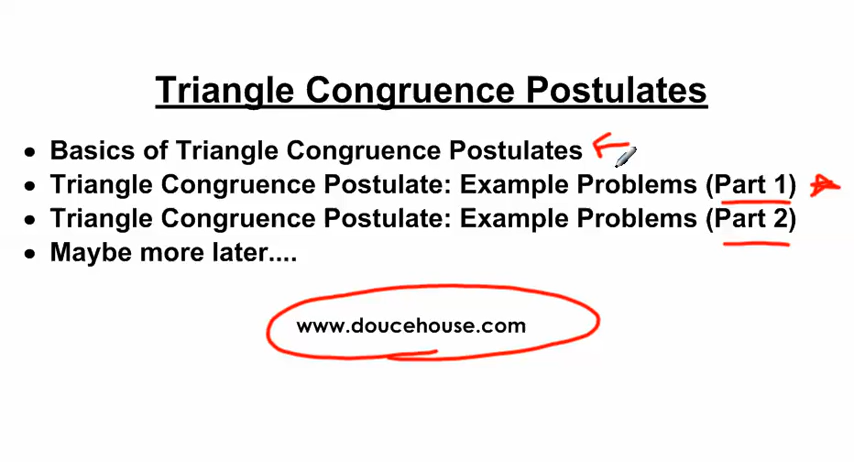 Triangle Congruence Postulates
• Basics of Triangle Congruence Postulates
• Triangle Congruence Postulate: Example Problems (Part 1)
• Triangle Congruence Postulate: Example Problems (Part 2)
• Maybe more later....
www.doucehouse.com